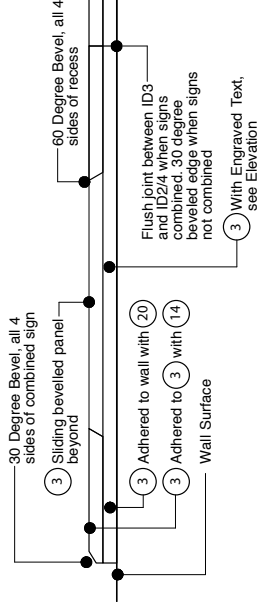 30 Degree Bevel, all 4
sides of combined sign
3 Sliding bevelled panel
beyond
3 Adhered to wall with 20
3 Adhered to 3 with 14
Wall Surface
60 Degree Bevel, all 4
sides of recess
Flush joint between ID3
and ID2/4 when signs
combined. 30 degree
beveled edge when signs
not combined
3 With Engraved Text,
see Elevation